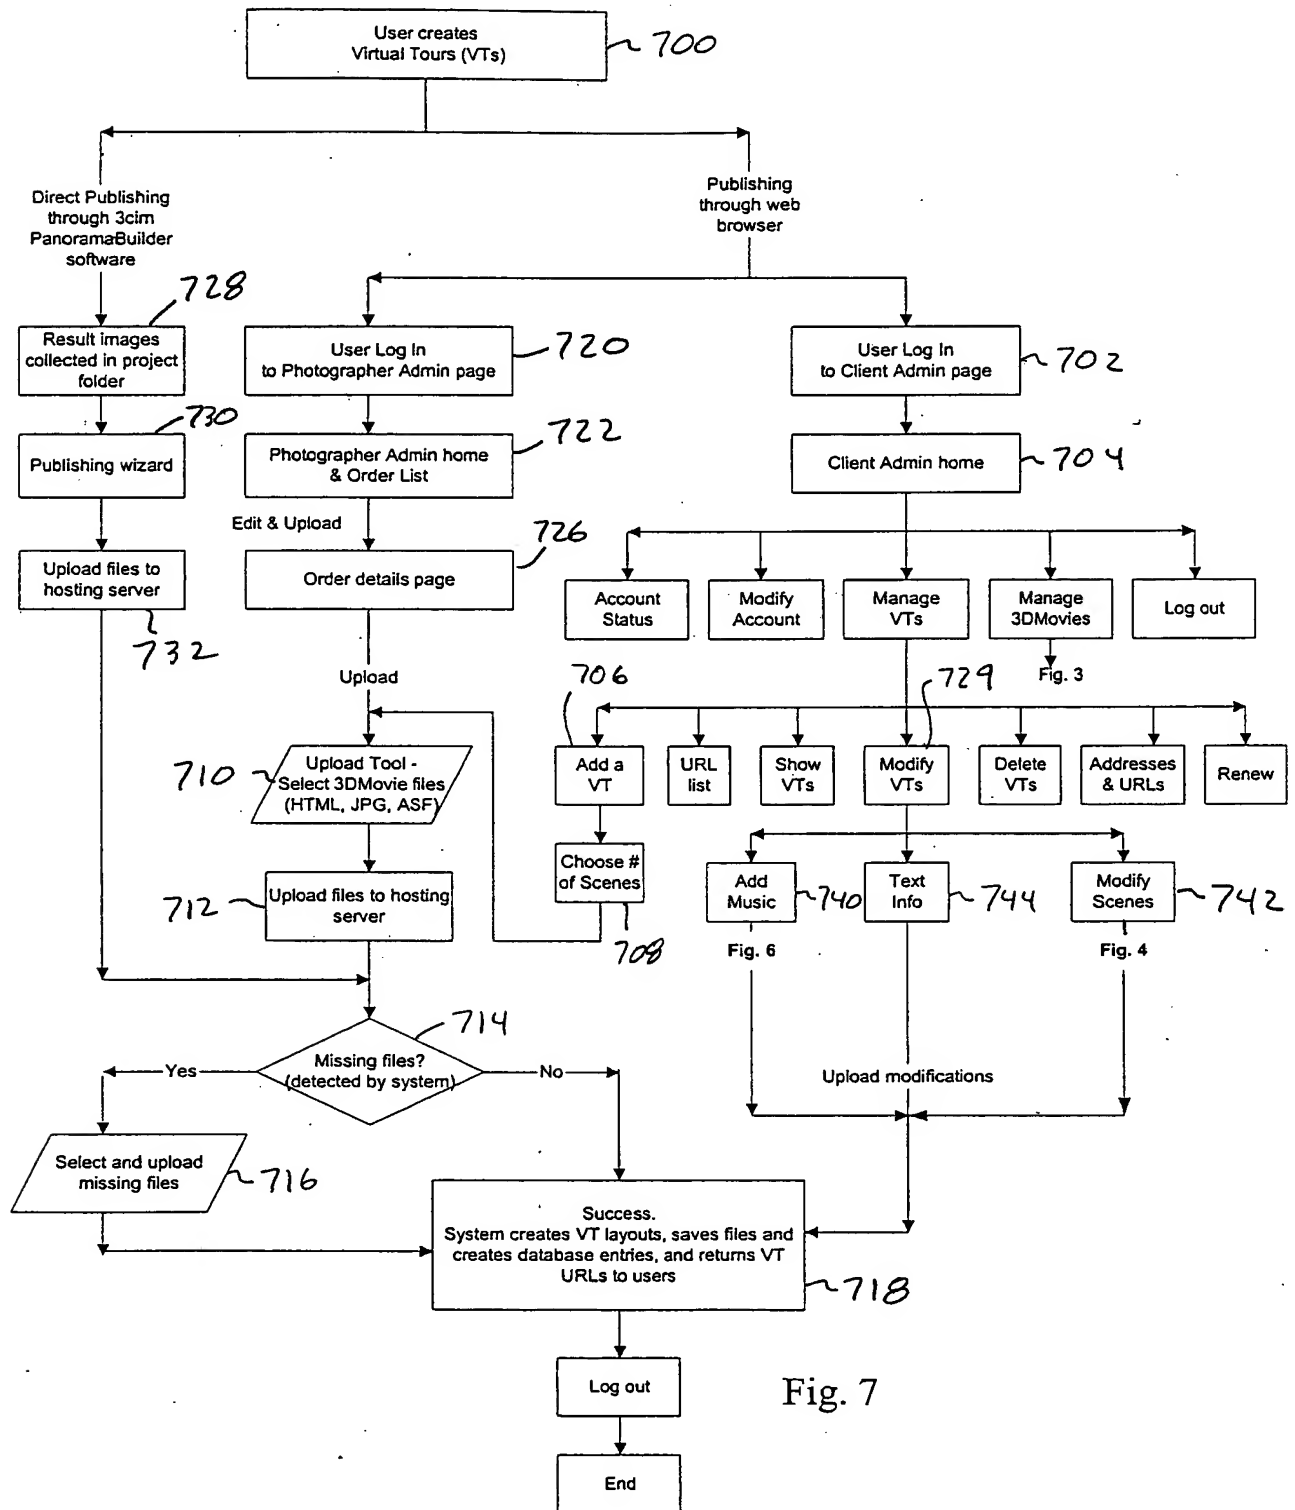 User creates
Virtual Tours (VTs)
700
Direct Publishing
through 3cim
PanoramaBuilder
software
Publishing
through web
browser
728
Result images
collected in project
folder
User Log In
to Photographer Admin page
720
User Log In
to Client Admin page
702
730
Publishing wizard
Photographer Admin home
& Order List
722
Client Admin home
704
Edit & Upload
726
Upload files to
hosting server
732
Order details page
Account
Status
Modify
Account
Manage
VTs
Manage
3DMovies
Log out
Fig. 3
Upload
706
729
710
Upload Tool -
Select 3DMovie files
(HTML, JPG, ASF)
Add a
VT
URL
list
Show
VTs
Modify
VTs
Delete
VTs
Addresses
& URLs
Renew
Choose #
of Scenes
708
712
Upload files to hosting
server
Add
Music
740
Text
Info
744
Modify
Scenes
742
Fig. 6
Fig. 4
714
Missing files?
(detected by system)
Yes
No
Upload modifications
Select and upload
missing files
716
Success.
System creates VT layouts, saves files and
creates database entries, and returns VT
URLs to users
718
Log out
Fig. 7
End